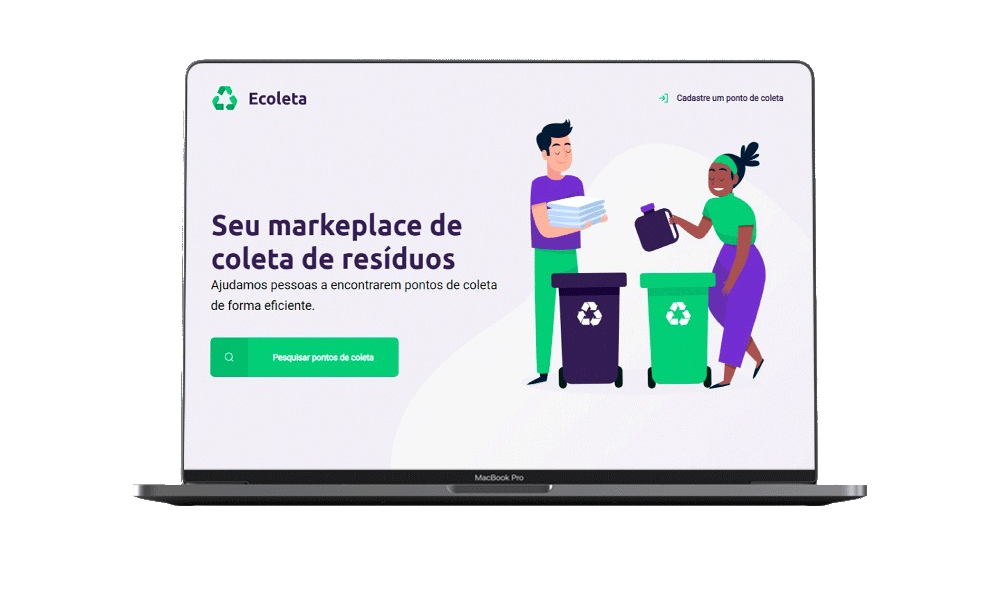 Ecoleta
Cadastre um ponto de coleta
Seu markeplace de
coleta de resíduos
Ajudamos pessoas a encontrarem pontos de coleta
de forma eficiente.
Pesquisar pontos de coleta
MacBook Pro